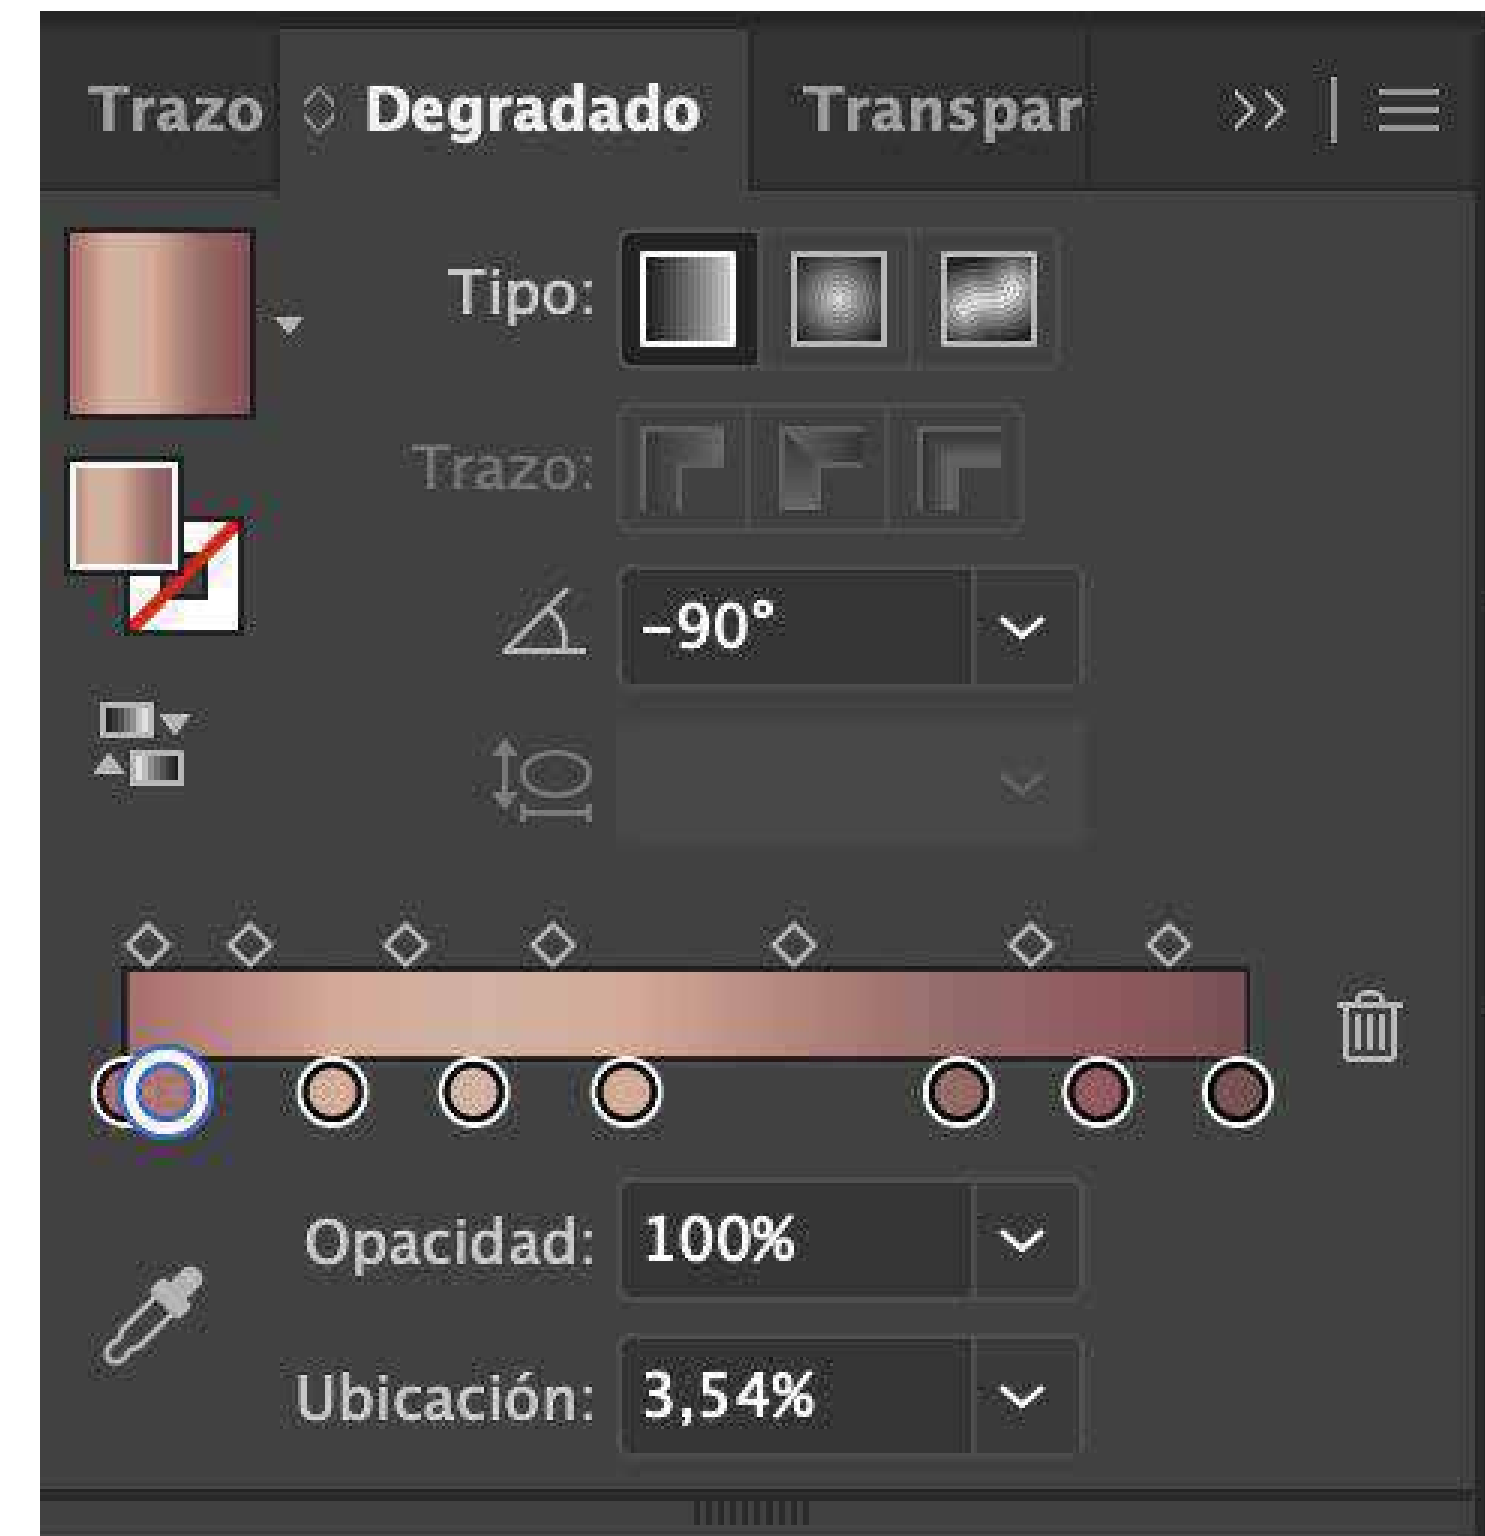 Trazo Degradado Transpar
Tipo:
Trazo:
-90°
Opacidad: 100%
Ubicación: 3,54%